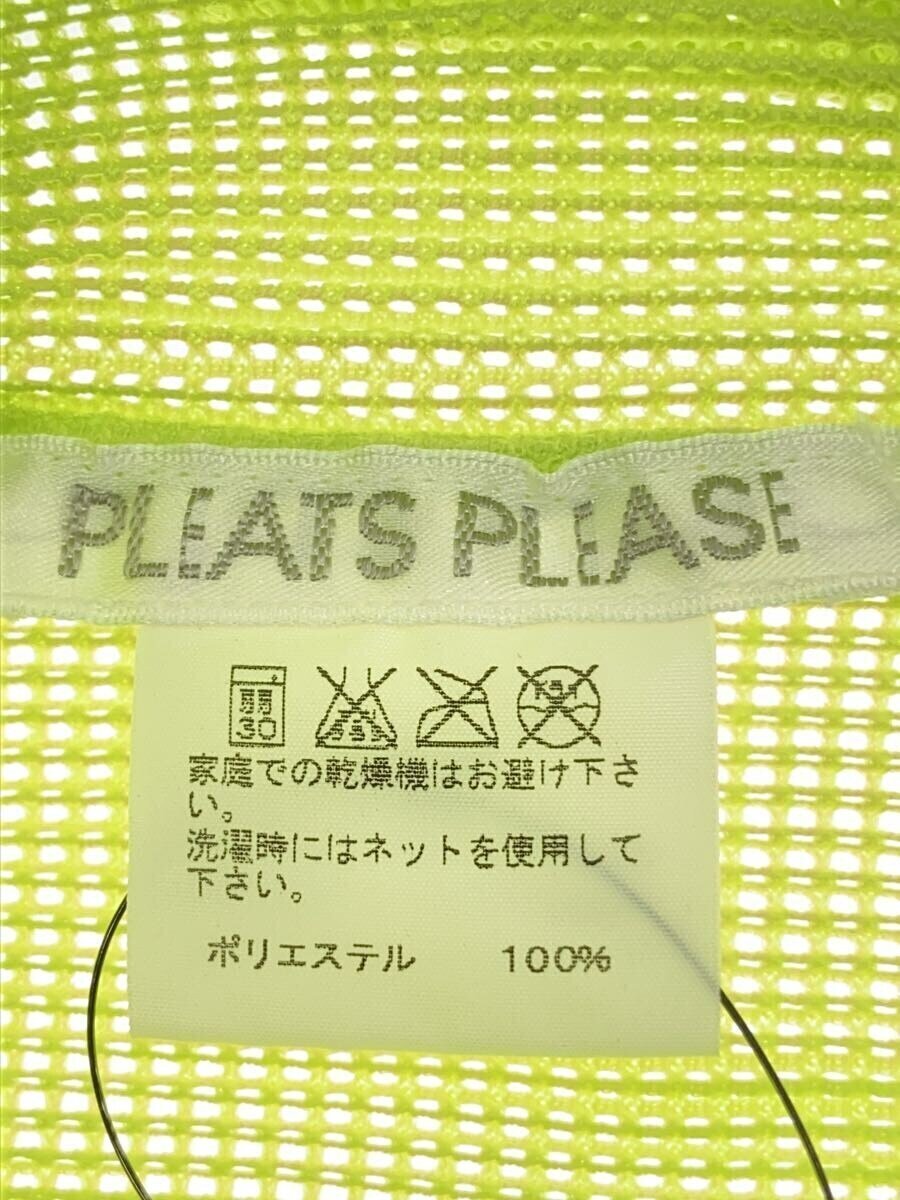 PLEATS PLEASE
弱
30
家庭での乾燥機はお避け下さ
い。
洗濯時にはネットを使用して
下さい。
ポリエステル 100%